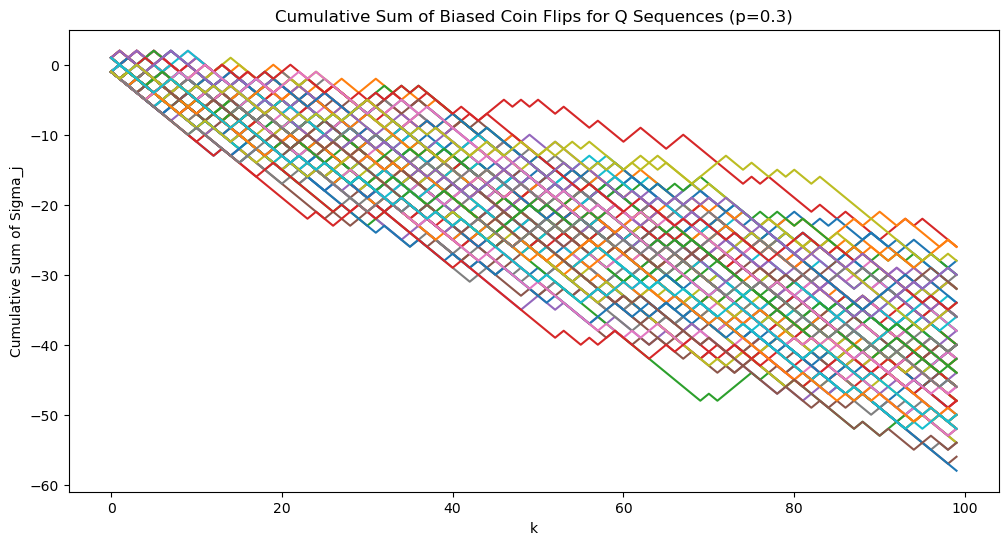 Cumulative Sum of Biased Coin Flips for Q Sequences (p=0.3)
Cumulative Sum of Sigma_j
0
−10
−20
−30
−40
−50
−60
0 20 40 60 80 100
k